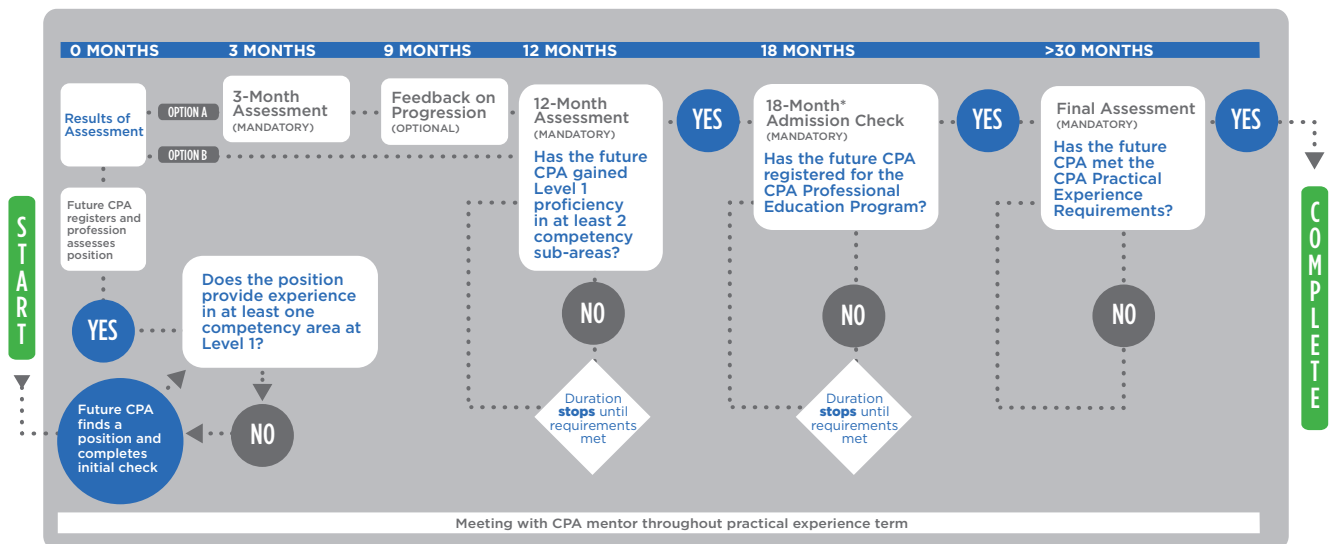 0 MONTHS
3 MONTHS
9 MONTHS
12 MONTHS
18 MONTHS
>30 MONTHS
START
Future CPA
finds a
position and
completes
initial check
Does the position
provide experience
in at least one
competency area at
Level 1?
NO
YES
Future CPA
registers and
profession
assesses
position
Results of
Assessment
OPTION A
OPTION B
3-Month
Assessment
(MANDATORY)
Feedback on
Progression
(OPTIONAL)
12-Month
Assessment
(MANDATORY)
Has the future
CPA gained
Level 1
proficiency
in at least 2
competency
sub-areas?
NO
Duration
stops until
requirements
met
YES
18-Month*
Admission Check
(MANDATORY)
Has the future CPA
registered for the
CPA Professional
Education Program?
NO
Duration
stops until
requirements
met
YES
Final Assessment
(MANDATORY)
Has the future
CPA met the
CPA Practical
Experience
Requirements?
NO
YES
COMPLETE
Meeting with CPA mentor throughout practical experience term